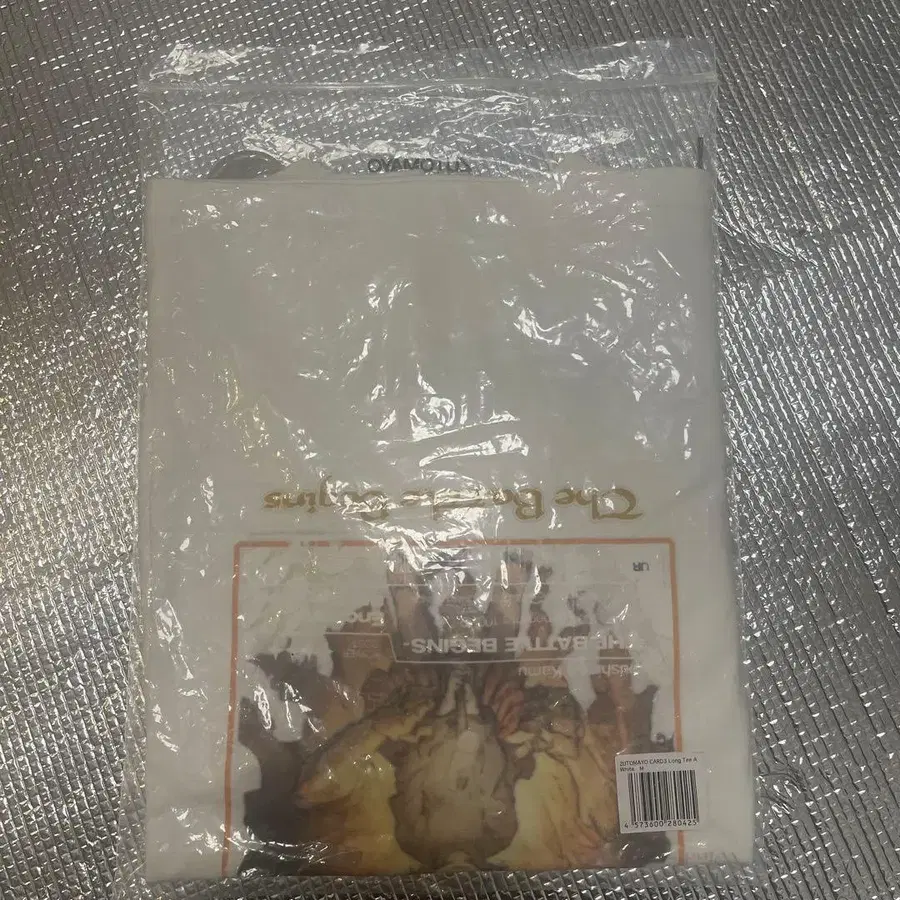 ZUTOMAYO
The Battle Begins
UR
THE BATTLE BEGINS-
ZUTOMAYO CARD3 Long Tee A
White M
4 573600 280425